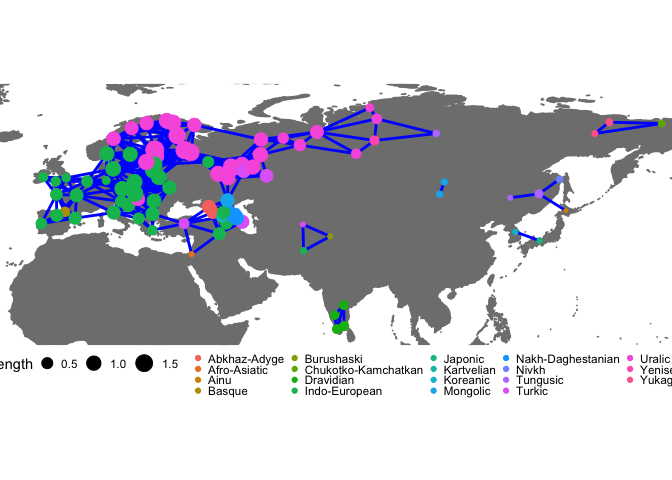 ength 0.5 1.0 1.5
Abkhaz-Adyge Burushaski Japonic Nakh-Daghestanian Uralic
Afro-Asiatic Chukotko-Kamchatkan Kartvelian Nivkh Yenise
Ainu Dravidian Koreanic Tungusic Yukag
Basque Indo-European Mongolic Turkic